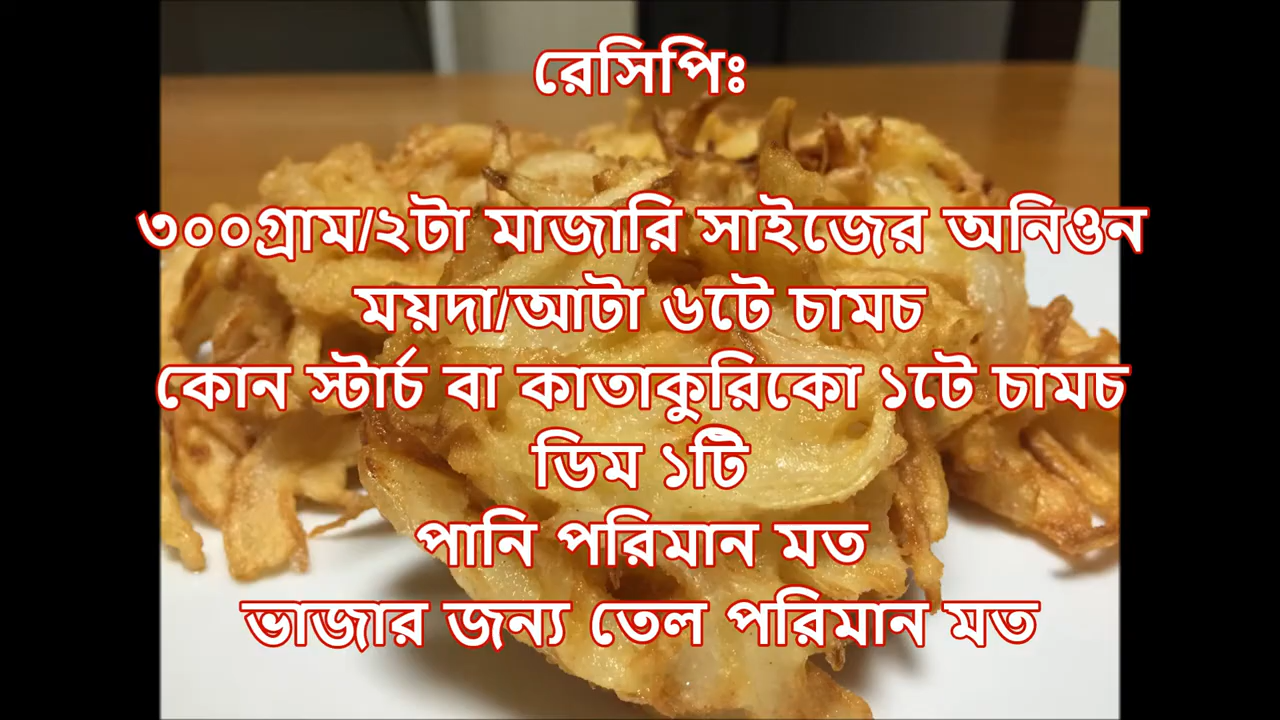 রেসিপিঃ
৩০০গ্রাম/২টা মাজারি সাইজের অনিওন
ময়দা/আটা ৬টে চামচ
কোন স্টার্চ বা কাতাকুরিকো ১টে চামচ
ডিম ১টি
পানি পরিমান মত
ভাজার জন্য তেল পরিমান মত